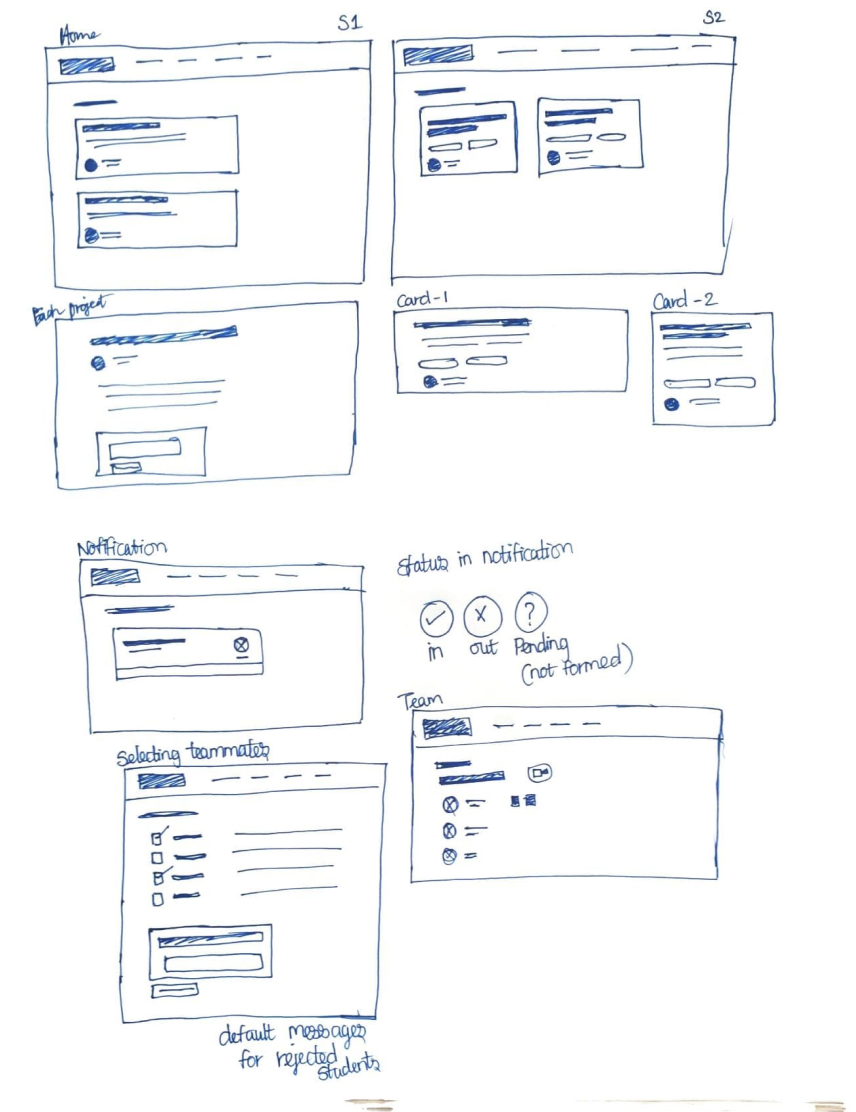 Home
S1
S2
Each project
Card-1
Card-2
Notification
Status in notification
in
out
Pending
(not formed)
Team
Selecting teammates
default messages
for rejected
students